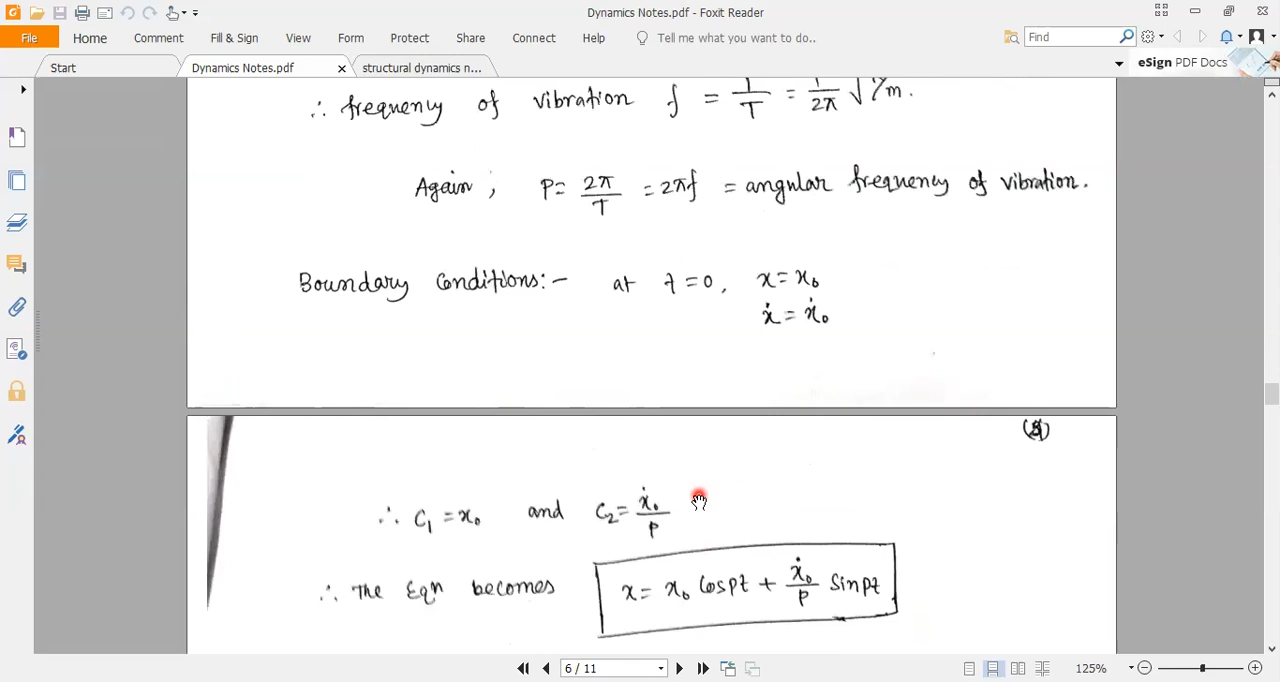 Dynamics Notes.pdf - Foxit Reader
File Home Comment Fill & Sign View Form Protect Share Connect Help Tell me what you want to do.. Find
Start Dynamics Notes.pdf structural dynamics n... eSign PDF Docs
∴ frequency of vibration f = 1/T = 1/2π √γ/m.
Again, P = 2π/T = 2πf = angular frequency of vibration.
Boundary Conditions:- at t=0, x = x₀
ẋ = ẋ₀
∴ C₁ = x₀ and C₂ = ẋ₀/P
∴ The Eqn becomes x = x₀ Cospt + ẋ₀/P Sinpt
6 / 11 125%